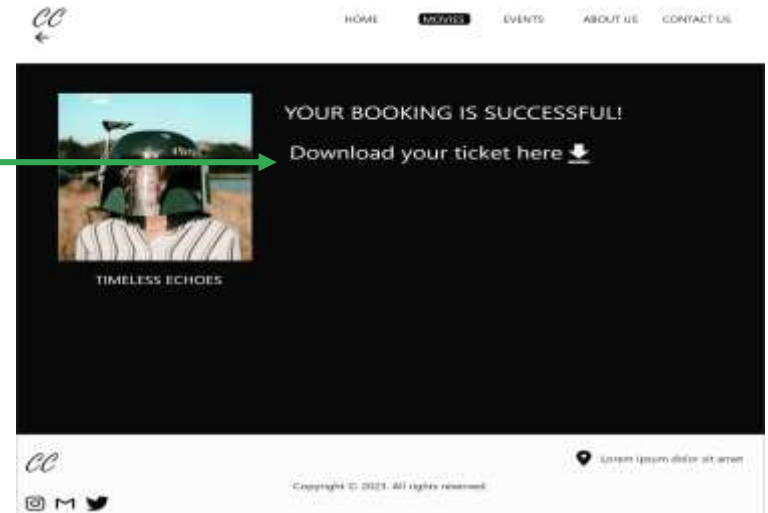 CC
HOME MOVIES EVENTS ABOUT US CONTACT US
YOUR BOOKING IS SUCCESSFUL!
Download your ticket here
TIMELESS ECHOES
CC
Lorem ipsum dolor sit amet
Copyright © 2023. All rights reserved.